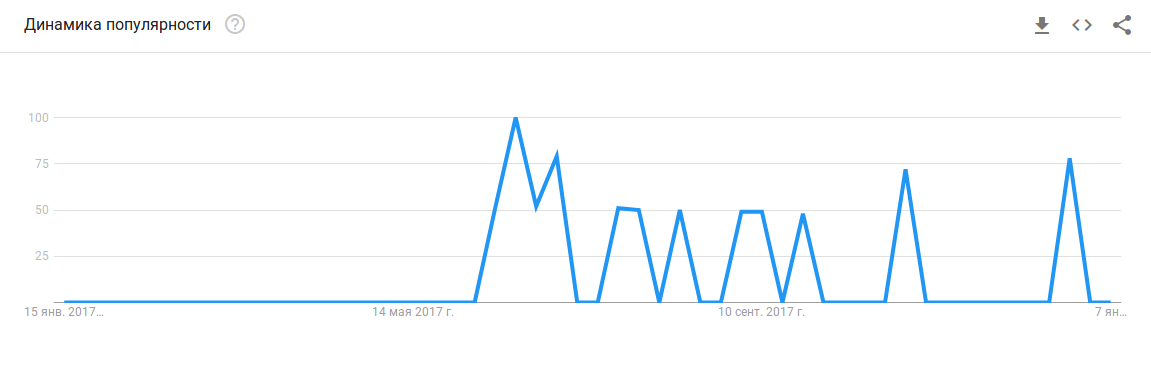 Динамика популярности
100
75
50
25
15 янв. 2017…
14 мая 2017 г.
10 сент. 2017 г.
7 ян…